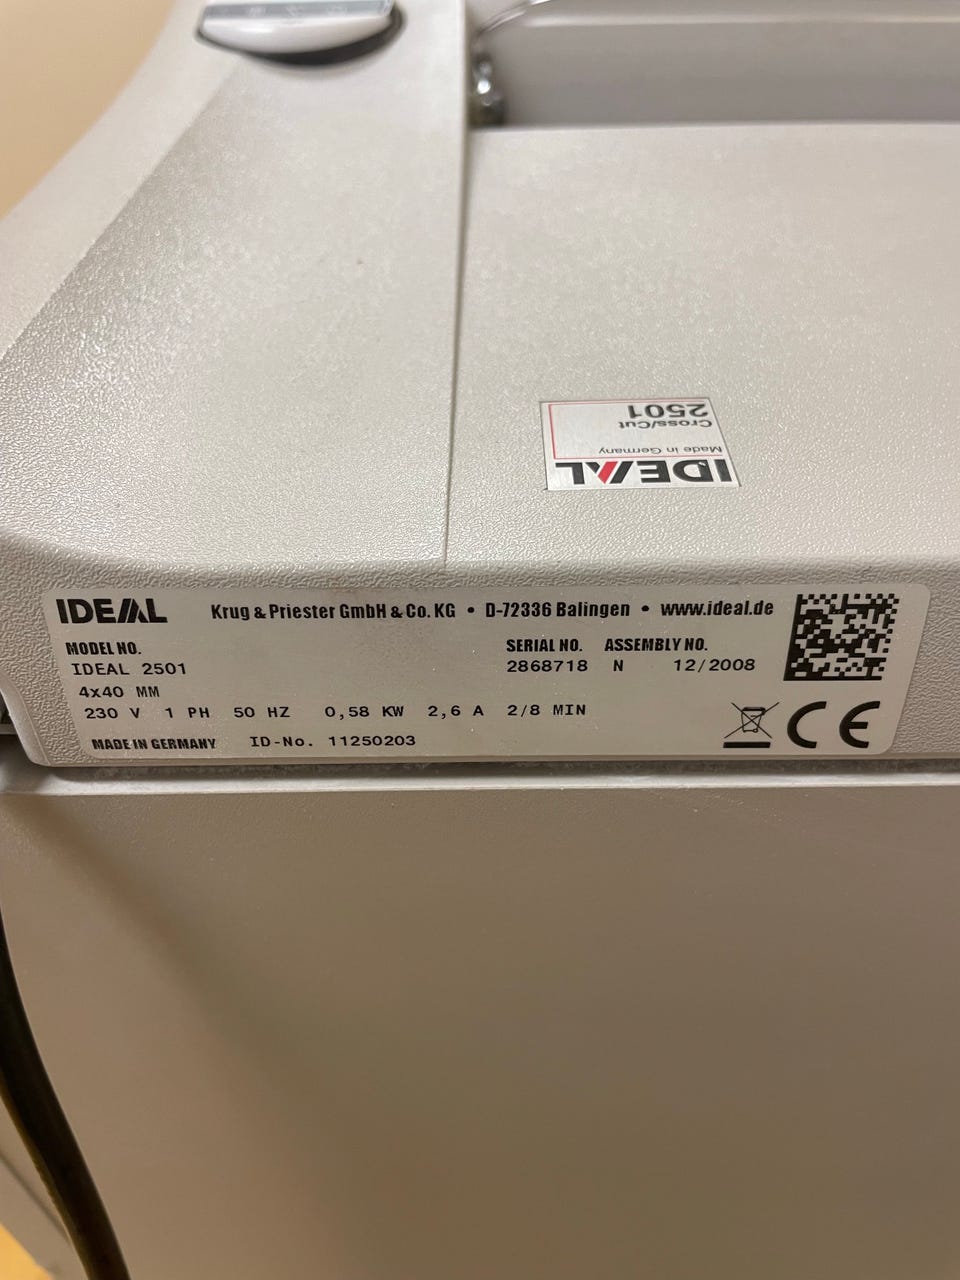 2501
Cross/Cut
Made in Germany
IDEAL
IDEAL Krug & Priester GmbH & Co. KG • D-72336 Balingen • www.ideal.de
MODEL NO. SERIAL NO. ASSEMBLY NO.
IDEAL 2501 2868718 N 12/2008
4x40 MM
230 V 1 PH 50 HZ 0,58 KW 2,6 A 2/8 MIN
MADE IN GERMANY ID-No. 11250203
CE